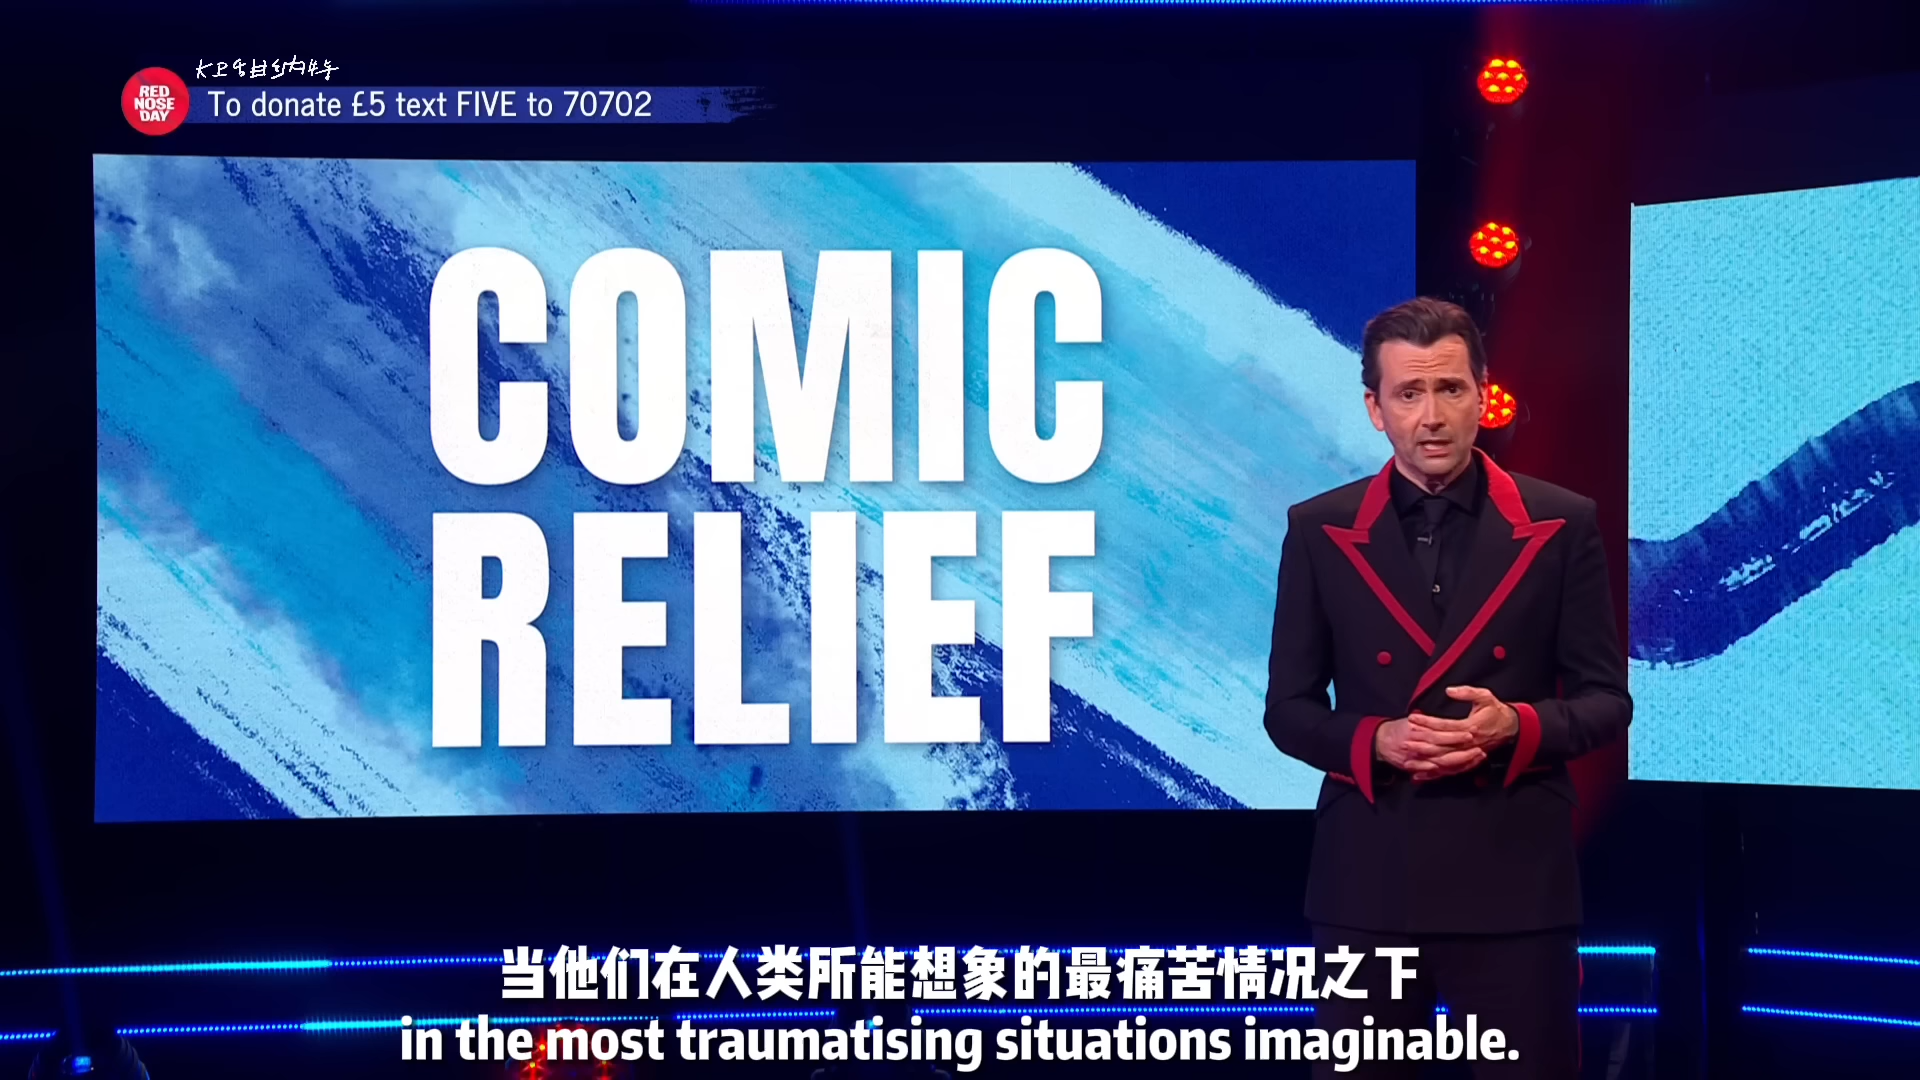 RED
NOSE
DAY
To donate £5 text FIVE to 70702
COMIC
RELIEF
当他们在人类所能想象的最痛苦情况之下
in the most traumatising situations imaginable.